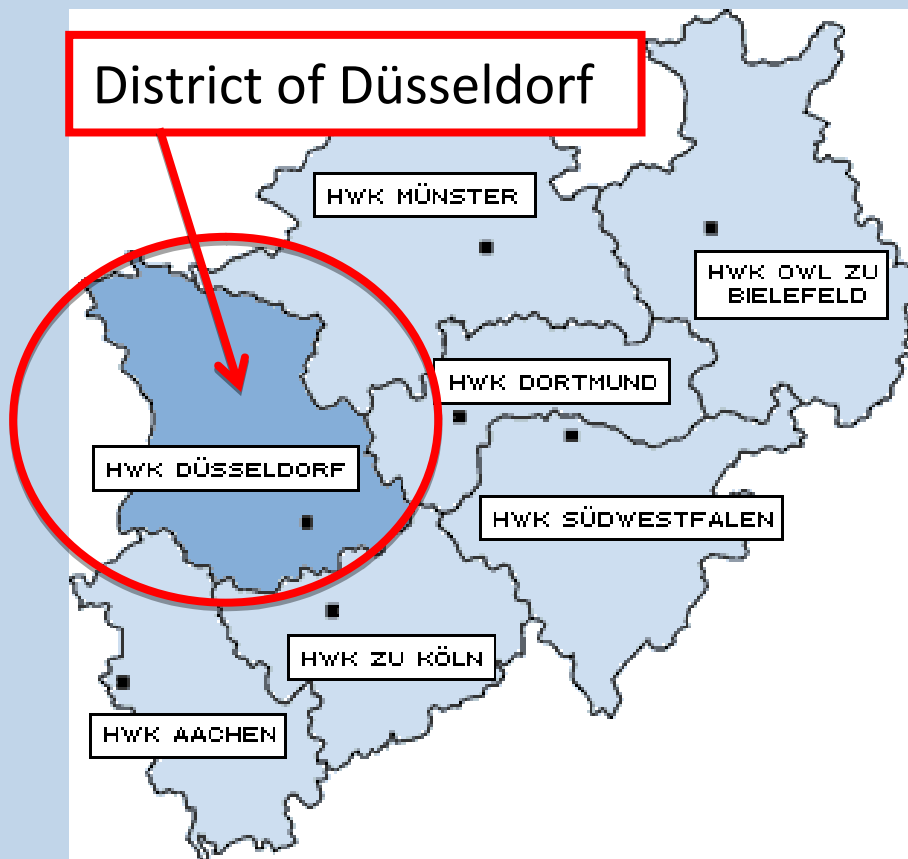 District of Düsseldorf
HWK MÜNSTER
HWK OWL ZU
BIELEFELD
HWK DORTMUND
HWK DÜSSELDORF
HWK SÜDWESTFALEN
HWK ZU KÖLN
HWK AACHEN